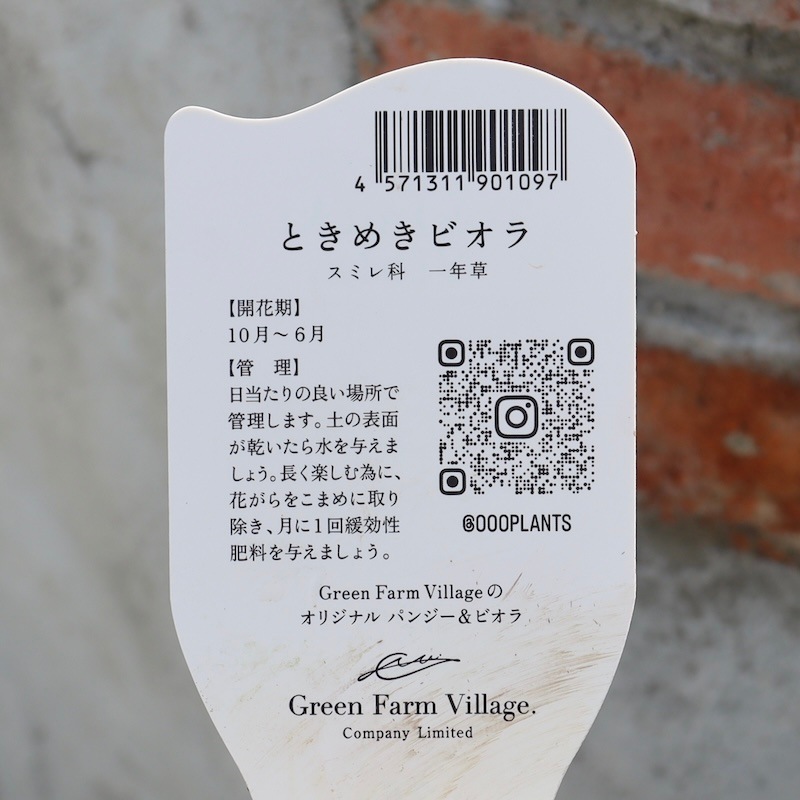 4 571311 901097
ときめきビオラ
スミレ科　一年草
【開花期】
10月〜6月
【管　理】
日当たりの良い場所で
管理します。土の表面
が乾いたら水を与えま
しょう。長く楽しむ為に、
花がらをこまめに取り
除き、月に1回緩効性
肥料を与えましょう。
@OOOPLANTS
Green Farm Villageの
オリジナル パンジー＆ビオラ
Green Farm Village.
Company Limited